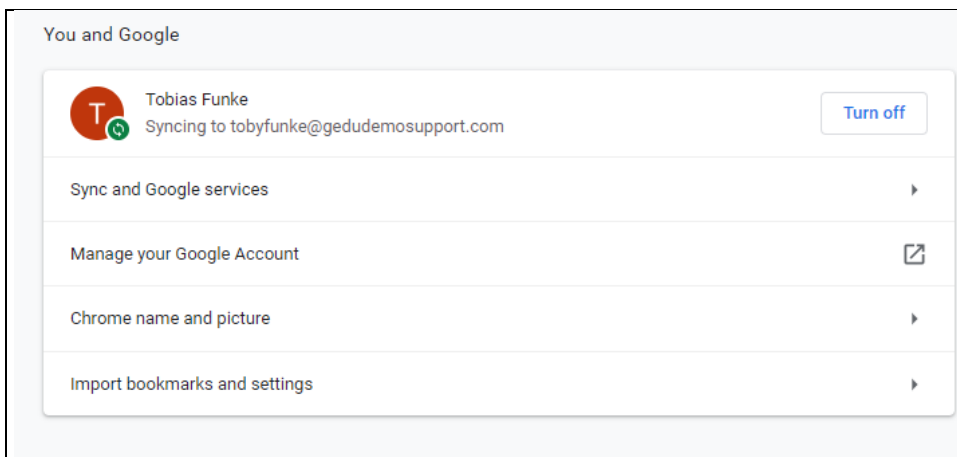 You and Google
T
Tobias Funke
Syncing to tobyfunke@gedudemosupport.com
Turn off
Sync and Google services
Manage your Google Account
Chrome name and picture
Import bookmarks and settings